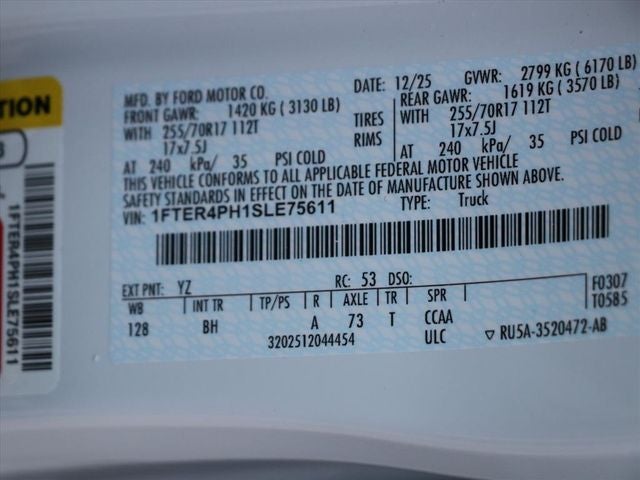 MFD. BY FORD MOTOR CO. DATE: 12/25 GVWR: 2799 KG ( 6170 LB)
FRONT GAWR: 1420 KG ( 3130 LB) REAR GAWR: 1619 KG ( 3570 LB)
WITH 255/70R17 112T TIRES WITH 255/70R17 112T
17x7.5J RIMS 17x7.5J
AT 240 kPa/ 35 PSI COLD AT 240 kPa/ 35 PSI COLD
THIS VEHICLE CONFORMS TO ALL APPLICABLE FEDERAL MOTOR VEHICLE
SAFETY STANDARDS IN EFFECT ON THE DATE OF MANUFACTURE SHOWN ABOVE.
VIN: 1FTER4PH1SLE75611 TYPE: Truck
EXT PNT: YZ RC: 53 DSO:
WB INT TR TP/PS R AXLE TR SPR F0307
128 BH A 73 T CCAA T05B5
3202512044454 ULC RU5A-3520472-AB
TION
1FTER4PH1SLE75611